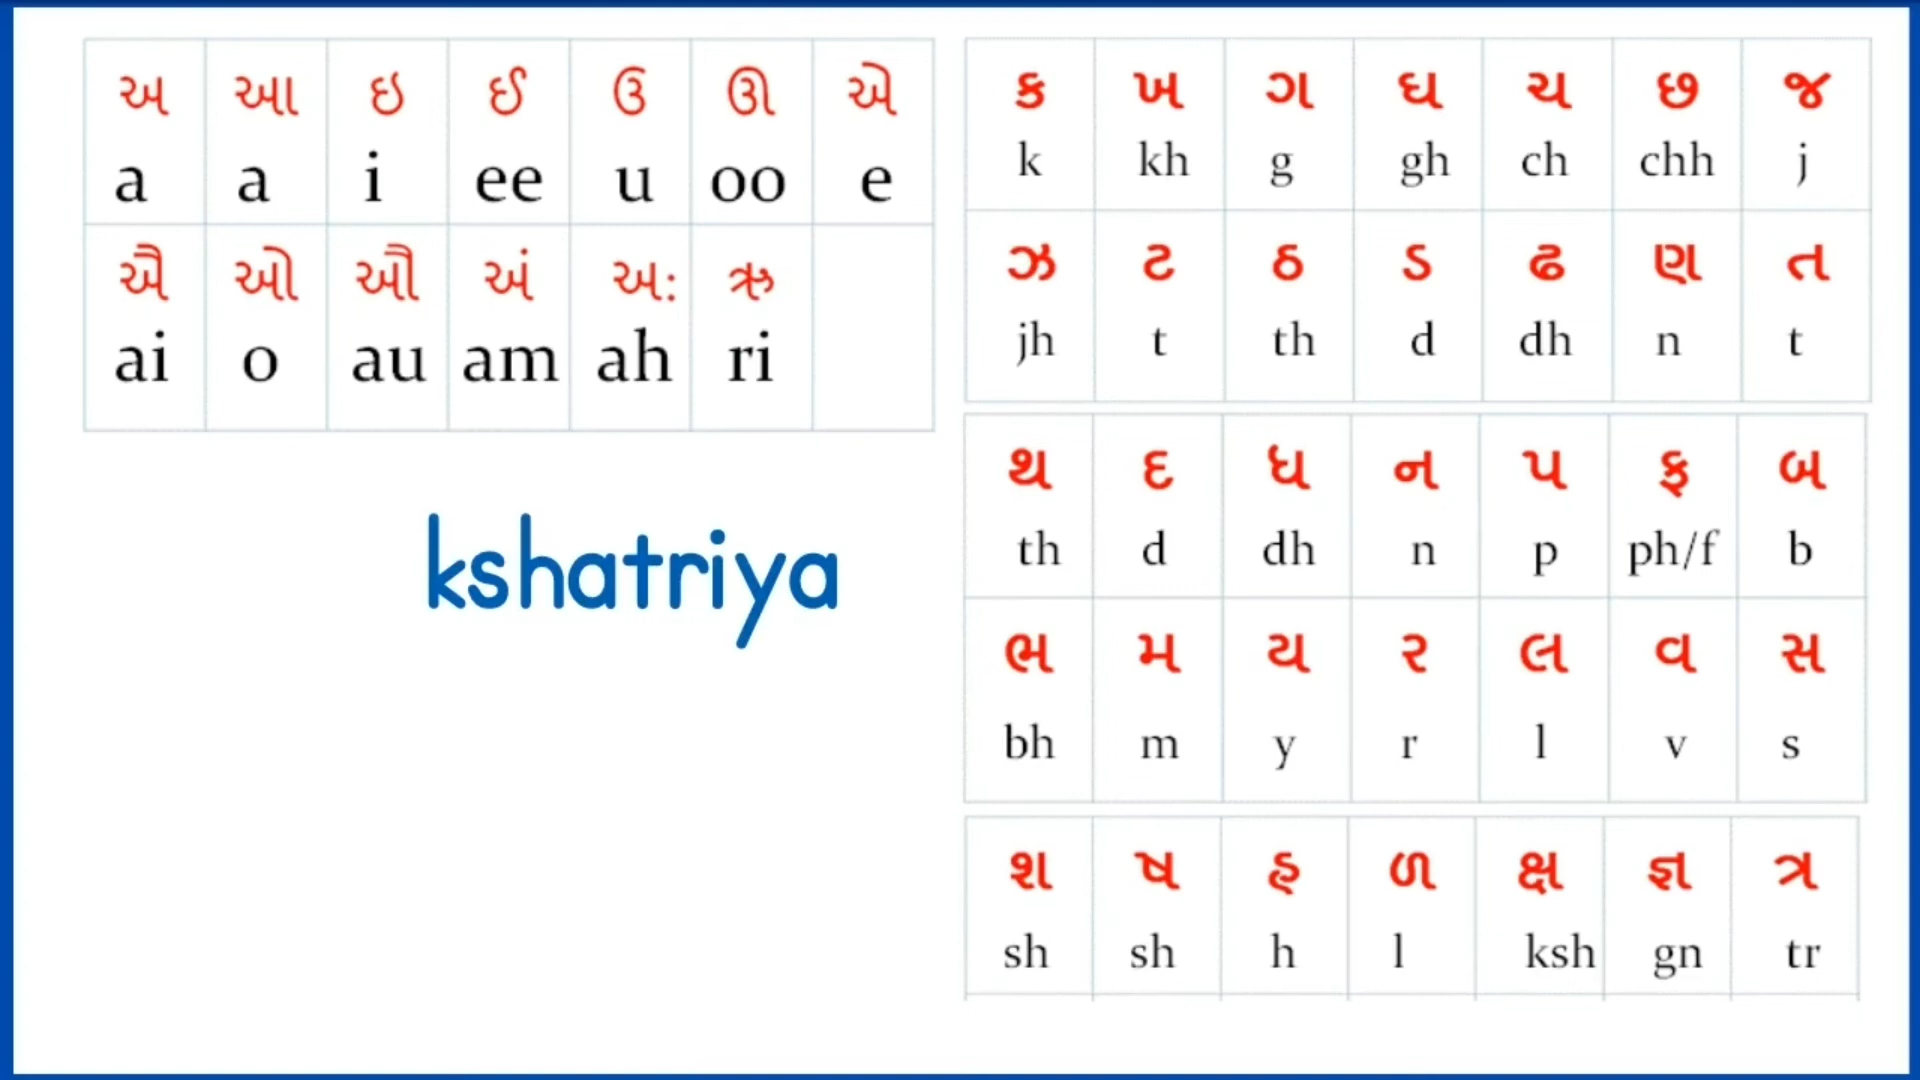 અ આ ઇ ઈ ઉ ઊ એ
a a i ee u oo e
ઐ ઓ ઔ અં અઃ ઋ
ai o au am ah ri
kshatriya
ક ખ ગ ઘ ચ છ જ
k kh g gh ch chh j
ઝ ટ ઠ ડ ઢ ણ ત
jh t th d dh n t
થ દ ધ ન પ ફ બ
th d dh n p ph/f b
ભ મ ય ર લ વ સ
bh m y r l v s
શ ષ હ ળ ક્ષ જ્ઞ ત્ર
sh sh h l ksh gn tr